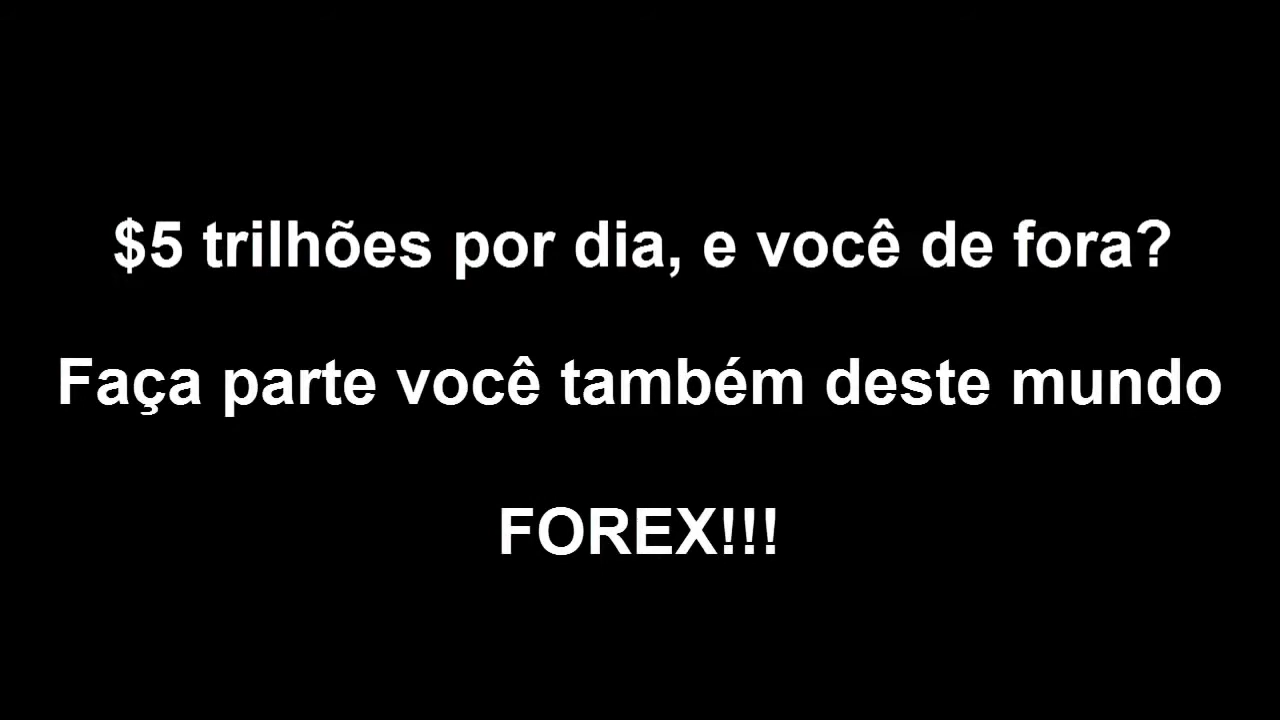 $5 trilhões por dia, e você de fora?
Faça parte você também deste mundo
FOREX!!!